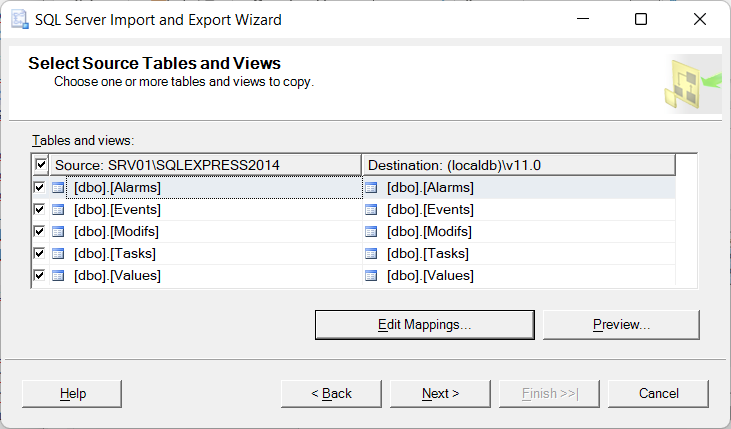 SQL Server Import and Export Wizard
Select Source Tables and Views
Choose one or more tables and views to copy.
Tables and views:
Source: SRV01\SQLEXPRESS2014 Destination: (localdb)\v11.0
[dbo].[Alarms] [dbo].[Alarms]
[dbo].[Events] [dbo].[Events]
[dbo].[Modifs] [dbo].[Modifs]
[dbo].[Tasks] [dbo].[Tasks]
[dbo].[Values] [dbo].[Values]
Edit Mappings... Preview...
Help < Back Next > Finish >>| Cancel